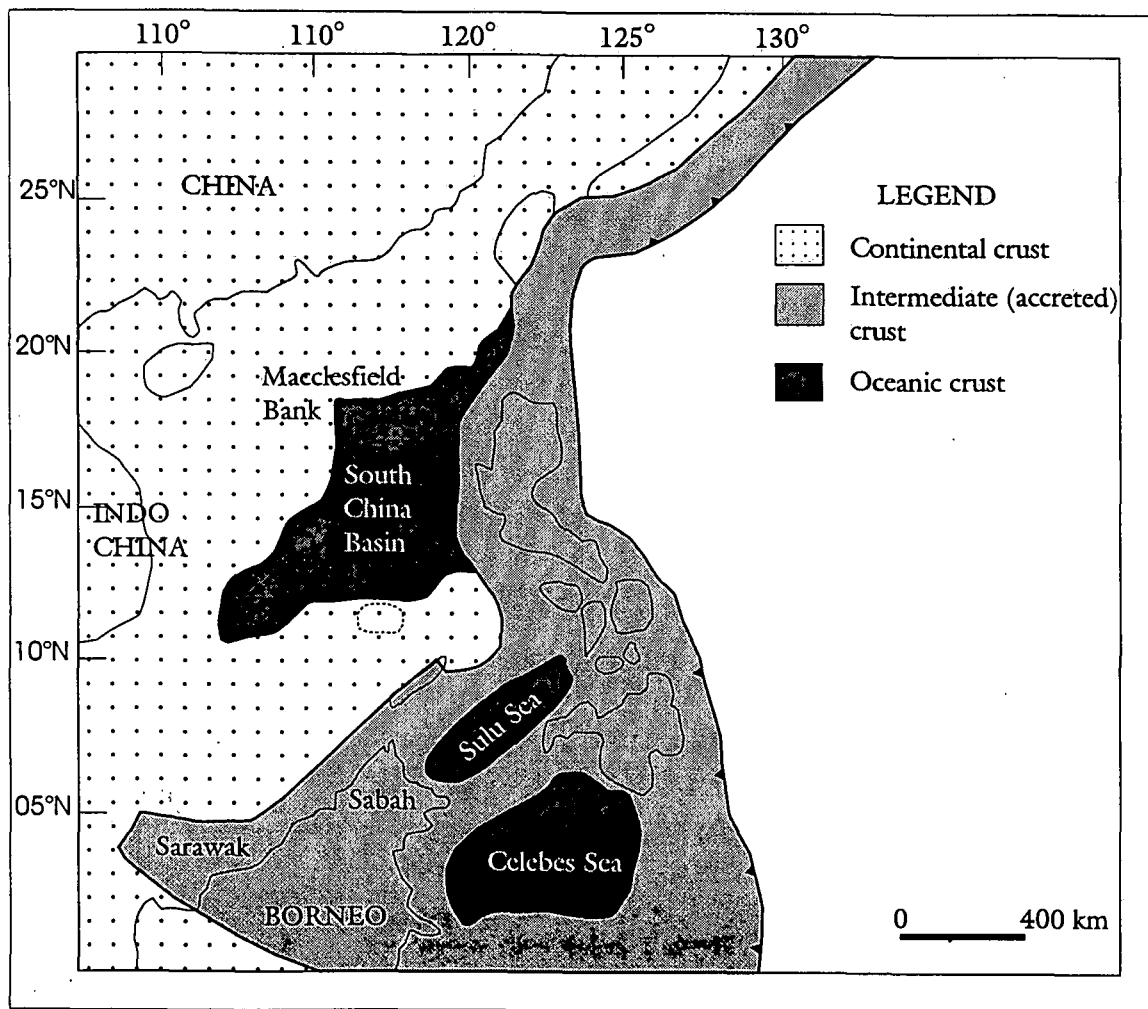 110° 110° 120° 125° 130°
CHINA
25°N
LEGEND
Continental crust
Intermediate (accreted)
crust
Oceanic crust
20°N
Macclesfield
Bank
South
China
Basin
15°N
INDO
CHINA
10°N
Sulu Sea
05°N
Sabah
Sarawak
Celebes Sea
BORNEO
0 400 km